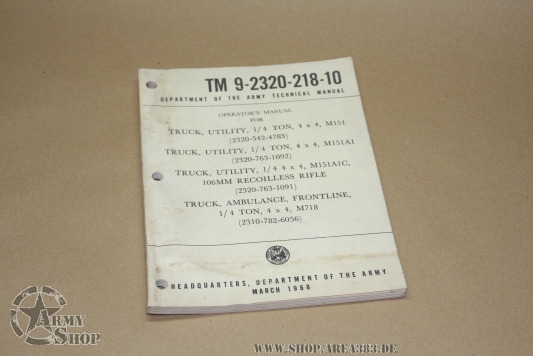 TM 9-2320-218-10
DEPARTMENT OF THE ARMY TECHNICAL MANUAL
OPERATOR'S MANUAL
FOR
TRUCK, UTILITY, 1/4 TON, 4 x 4, M151
(2320-542-4783)
TRUCK, UTILITY, 1/4 TON, 4 x 4, M151A1
(2320-763-1092)
TRUCK, UTILITY, 1/4 4 x 4, M151A1C,
106MM RECOILLESS RIFLE
(2320-763-1091)
TRUCK, AMBULANCE, FRONTLINE,
1/4 TON, 4 x 4, M718
(2310-782-6056)
HEADQUARTERS, DEPARTMENT OF THE ARMY
MARCH 1968
ARMY
SHOP
WWW.SHOP.AREA383.DE